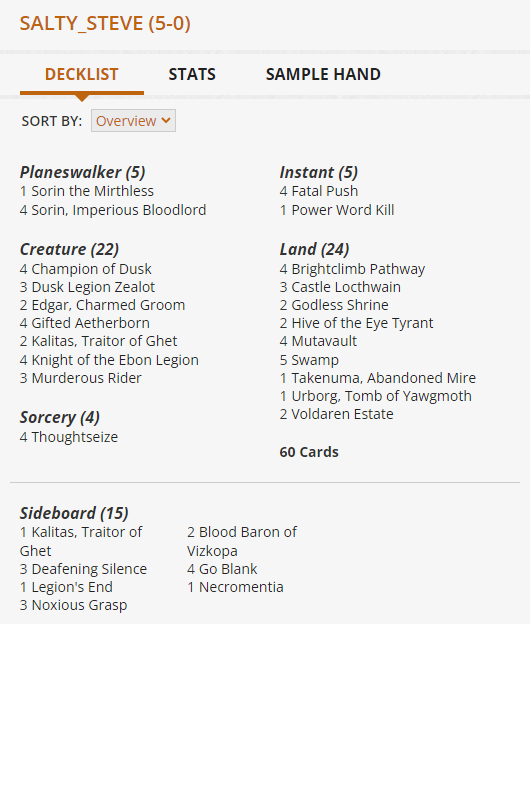 SALTY_STEVE (5-0)
DECKLIST
STATS
SAMPLE HAND
SORT BY:
Overview
Planeswalker (5)
1 Sorin the Mirthless
4 Sorin, Imperious Bloodlord
Creature (22)
4 Champion of Dusk
3 Dusk Legion Zealot
2 Edgar, Charmed Groom
4 Gifted Aetherborn
2 Kalitas, Traitor of Ghet
4 Knight of the Ebon Legion
3 Murderous Rider
Sorcery (4)
4 Thoughtseize
Instant (5)
4 Fatal Push
1 Power Word Kill
Land (24)
4 Brightclimb Pathway
3 Castle Locthwain
2 Godless Shrine
2 Hive of the Eye Tyrant
4 Mutavault
5 Swamp
1 Takenuma, Abandoned Mire
1 Urborg, Tomb of Yawgmoth
2 Voldaren Estate
60 Cards
Sideboard (15)
1 Kalitas, Traitor of
Ghet
3 Deafening Silence
1 Legion's End
3 Noxious Grasp
2 Blood Baron of
Vizkopa
4 Go Blank
1 Necromentia